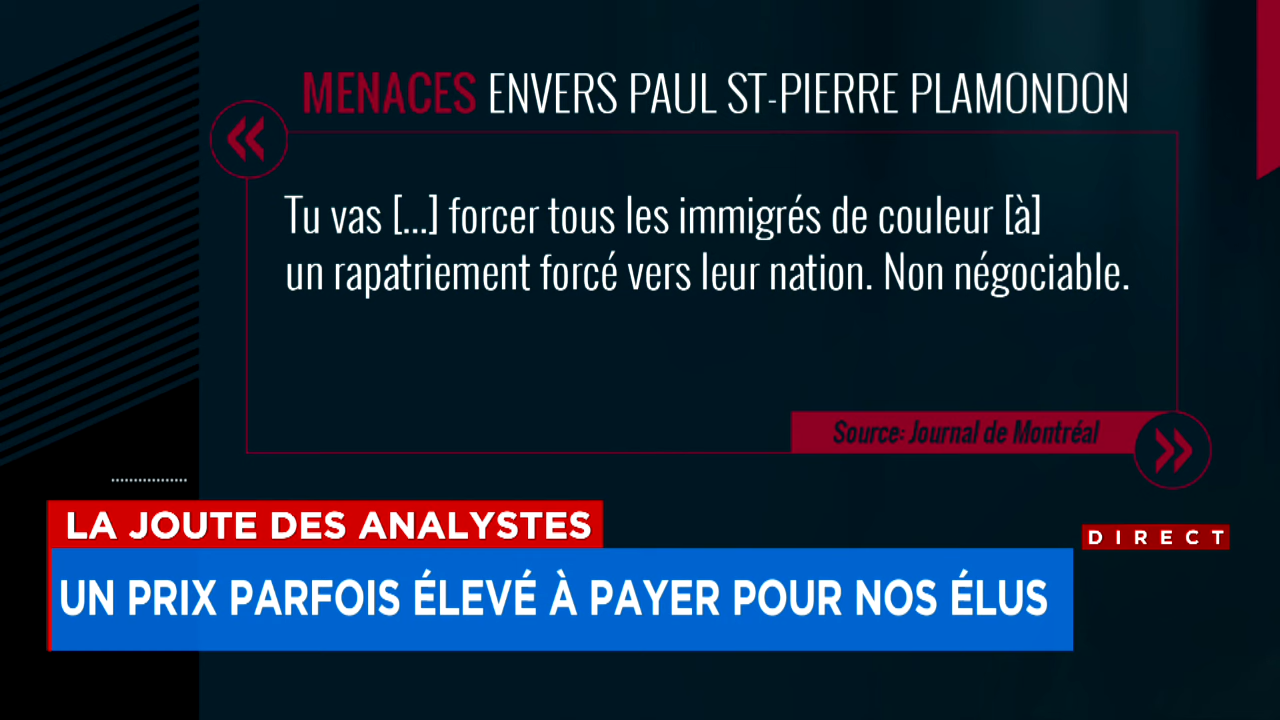 MENACES ENVERS PAUL ST-PIERRE PLAMONDON
Tu vas [...] forcer tous les immigrés de couleur [à]
un rapatriement forcé vers leur nation. Non négociable.
Source: Journal de Montréal
LA JOUTE DES ANALYSTES
DIRECT
UN PRIX PARFOIS ÉLEVÉ À PAYER POUR NOS ÉLUS